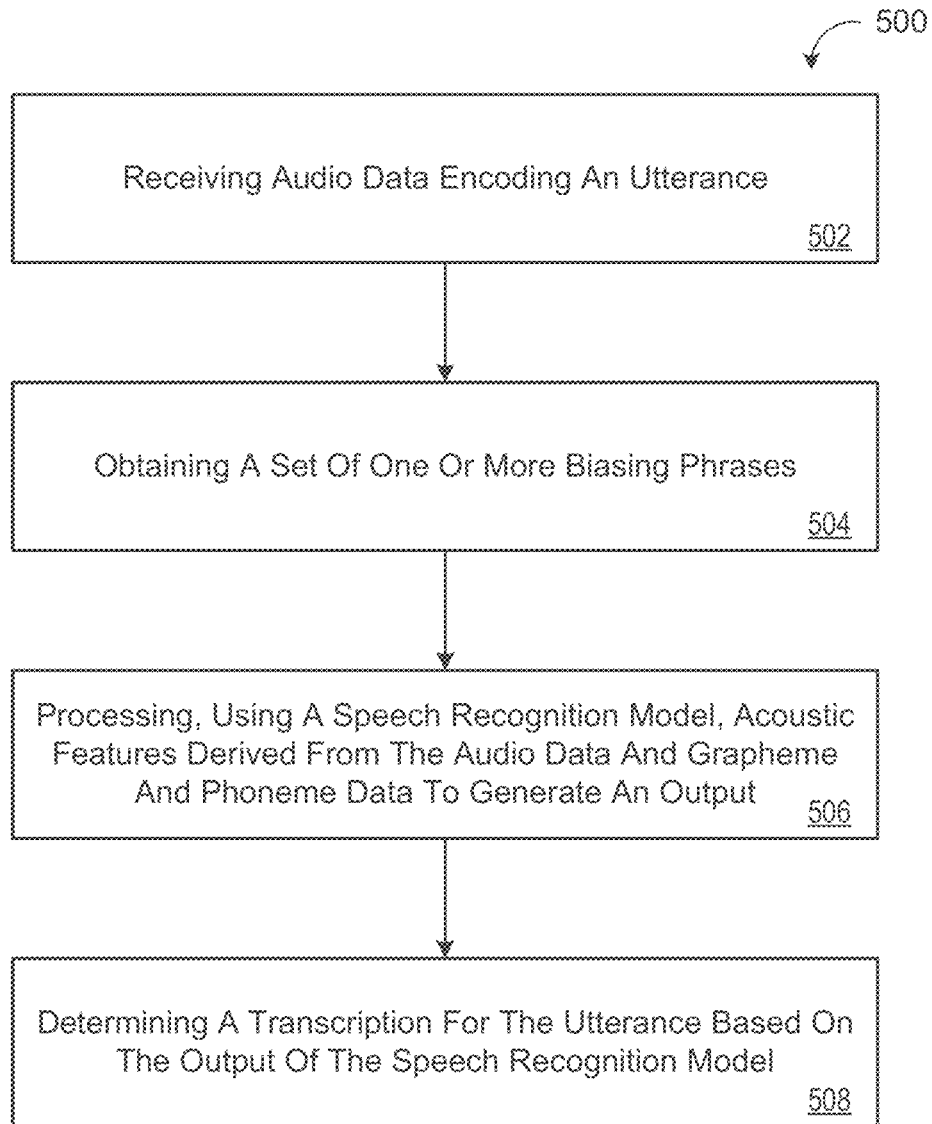 500
Receiving Audio Data Encoding An Utterance
502
Obtaining A Set Of One Or More Biasing Phrases
504
Processing, Using A Speech Recognition Model, Acoustic
Features Derived From The Audio Data And Grapheme
And Phoneme Data To Generate An Output
506
Determining A Transcription For The Utterance Based On
The Output Of The Speech Recognition Model
508